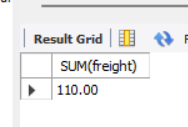 Result Grid
SUM(freight)
110.00